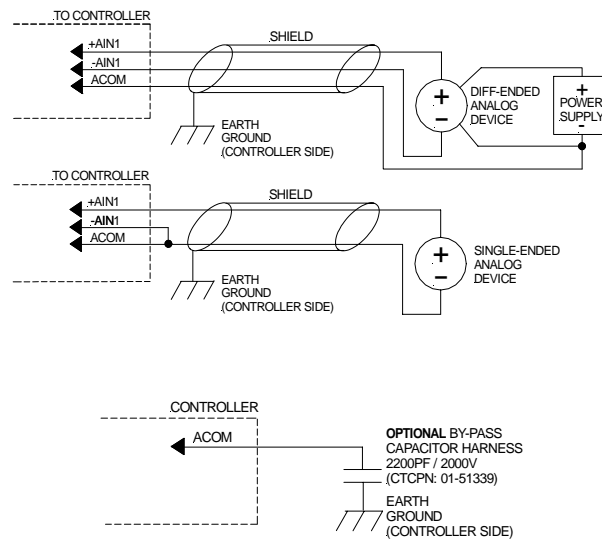 TO CONTROLLER
+AIN1
-AIN1
ACOM
SHIELD
EARTH
GROUND
(CONTROLLER SIDE)
+
−
DIFF-ENDED
ANALOG
DEVICE
+
POWER
SUPPLY
-
TO CONTROLLER
+AIN1
-AIN1
ACOM
SHIELD
EARTH
GROUND
(CONTROLLER SIDE)
+
−
SINGLE-ENDED
ANALOG
DEVICE
CONTROLLER
ACOM
OPTIONAL BY-PASS
CAPACITOR HARNESS
2200PF / 2000V
(CTCPN: 01-51339)
EARTH
GROUND
(CONTROLLER SIDE)